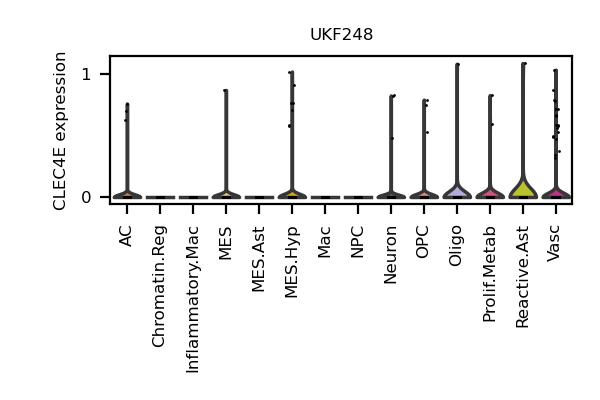 UKF248
CLEC4E expression
1
0
AC
Chromatin.Reg
Inflammatory.Mac
MES
MES.Ast
MES.Hyp
Mac
NPC
Neuron
OPC
Oligo
Prolif.Metab
Reactive.Ast
Vasc